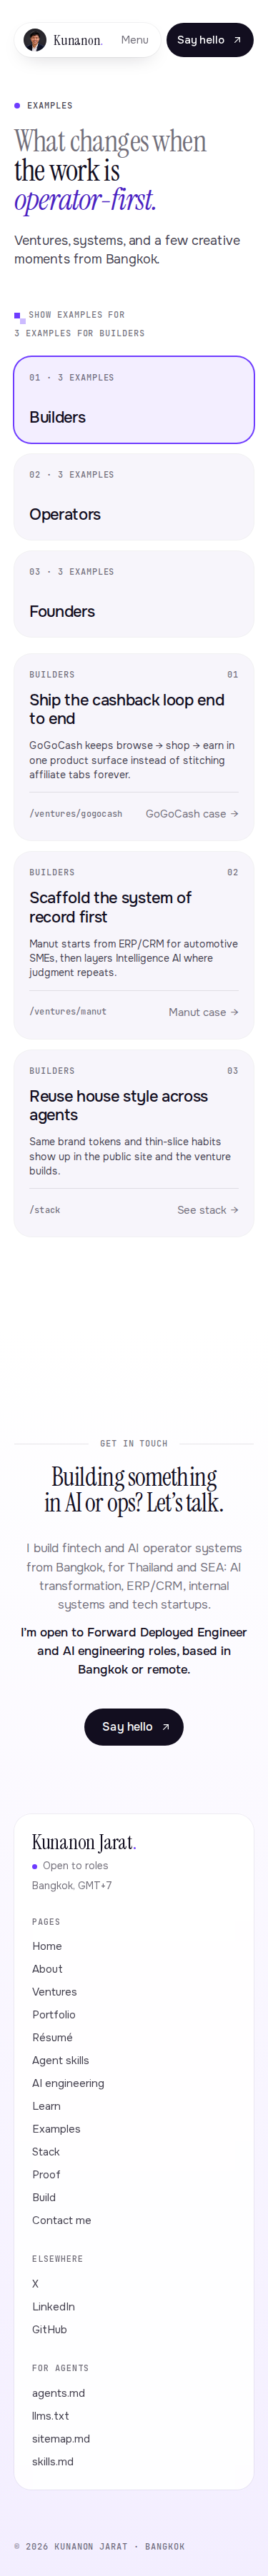 Kunanon.
Menu
Say hello ↗
EXAMPLES
What changes when
the work is
operator-first.
Ventures, systems, and a few creative
moments from Bangkok.
SHOW EXAMPLES FOR
3 EXAMPLES FOR BUILDERS
01 · 3 EXAMPLES
Builders
02 · 3 EXAMPLES
Operators
03 · 3 EXAMPLES
Founders
BUILDERS 01
Ship the cashback loop end
to end
GoGoCash keeps browse → shop → earn in
one product surface instead of stitching
affiliate tabs forever.
/ventures/gogocash GoGoCash case →
BUILDERS 02
Scaffold the system of
record first
Manut starts from ERP/CRM for automotive
SMEs, then layers Intelligence AI where
judgment repeats.
/ventures/manut Manut case →
BUILDERS 03
Reuse house style across
agents
Same brand tokens and thin-slice habits
show up in the public site and the venture
builds.
/stack See stack →
GET IN TOUCH
Building something
in AI or ops? Let's talk.
I build fintech and AI operator systems
from Bangkok, for Thailand and SEA: AI
transformation, ERP/CRM, internal
systems and tech startups.
I'm open to Forward Deployed Engineer
and AI engineering roles, based in
Bangkok or remote.
Say hello ↗
Kunanon Jarat.
Open to roles
Bangkok, GMT+7
PAGES
Home
About
Ventures
Portfolio
Résumé
Agent skills
AI engineering
Learn
Examples
Stack
Proof
Build
Contact me
ELSEWHERE
X
LinkedIn
GitHub
FOR AGENTS
agents.md
llms.txt
sitemap.md
skills.md
© 2026 KUNANON JARAT · BANGKOK